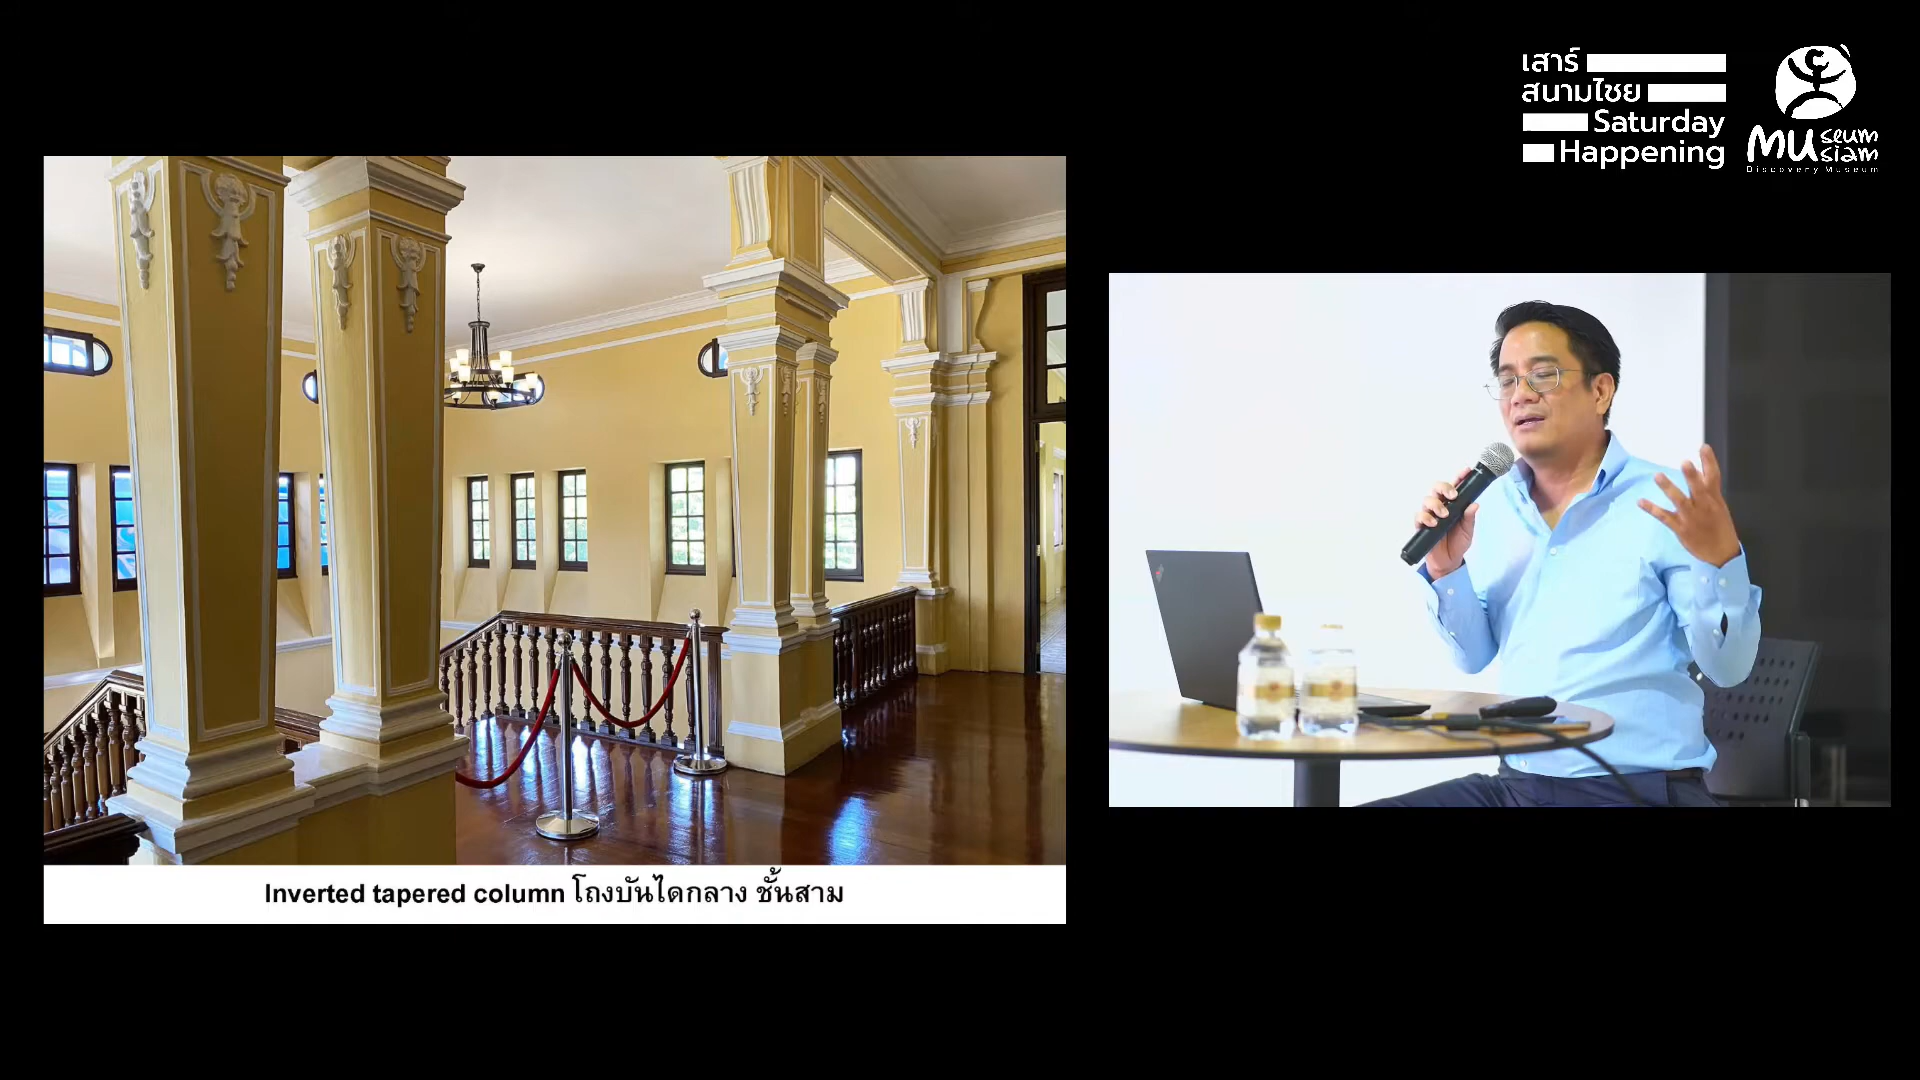 เสาร์
สนามไชย
Saturday
Happening
Museum Siam
Discovery Museum
Inverted tapered column โถงบันไดกลาง ชั้นสาม